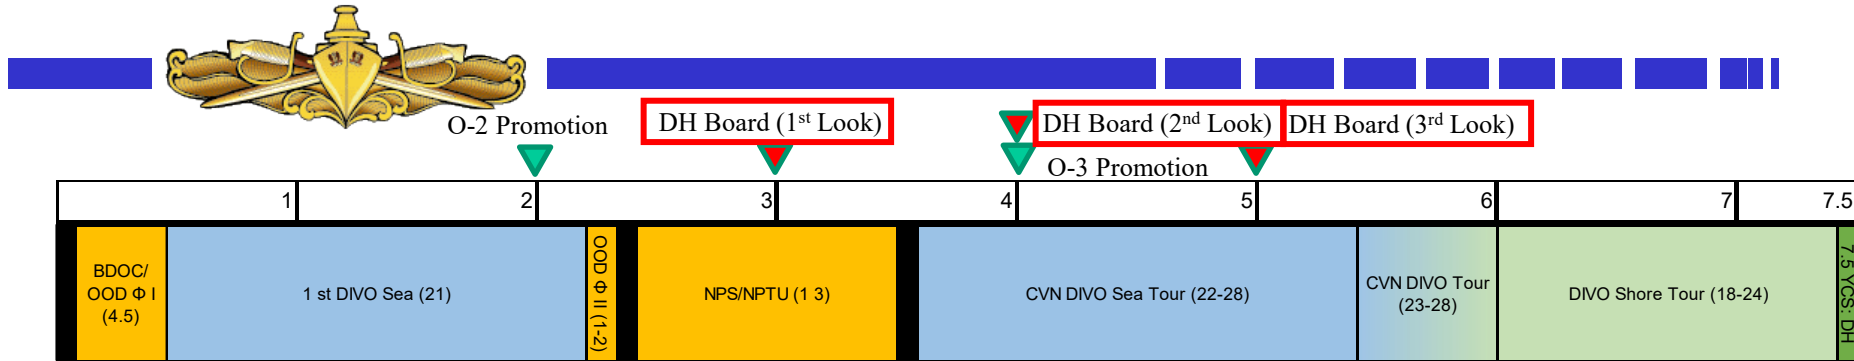 O-2 Promotion
DH Board (1st Look)
DH Board (2nd Look)
DH Board (3rd Look)
O-3 Promotion
1
2
3
4
5
6
7
7.5
BDOC/
OOD Φ I
(4.5)
1 st DIVO Sea (21)
OOD Φ II (1-2)
NPS/NPTU (1 3)
CVN DIVO Sea Tour (22-28)
CVN DIVO Tour
(23-28)
DIVO Shore Tour (18-24)
7.5 YCS: DH